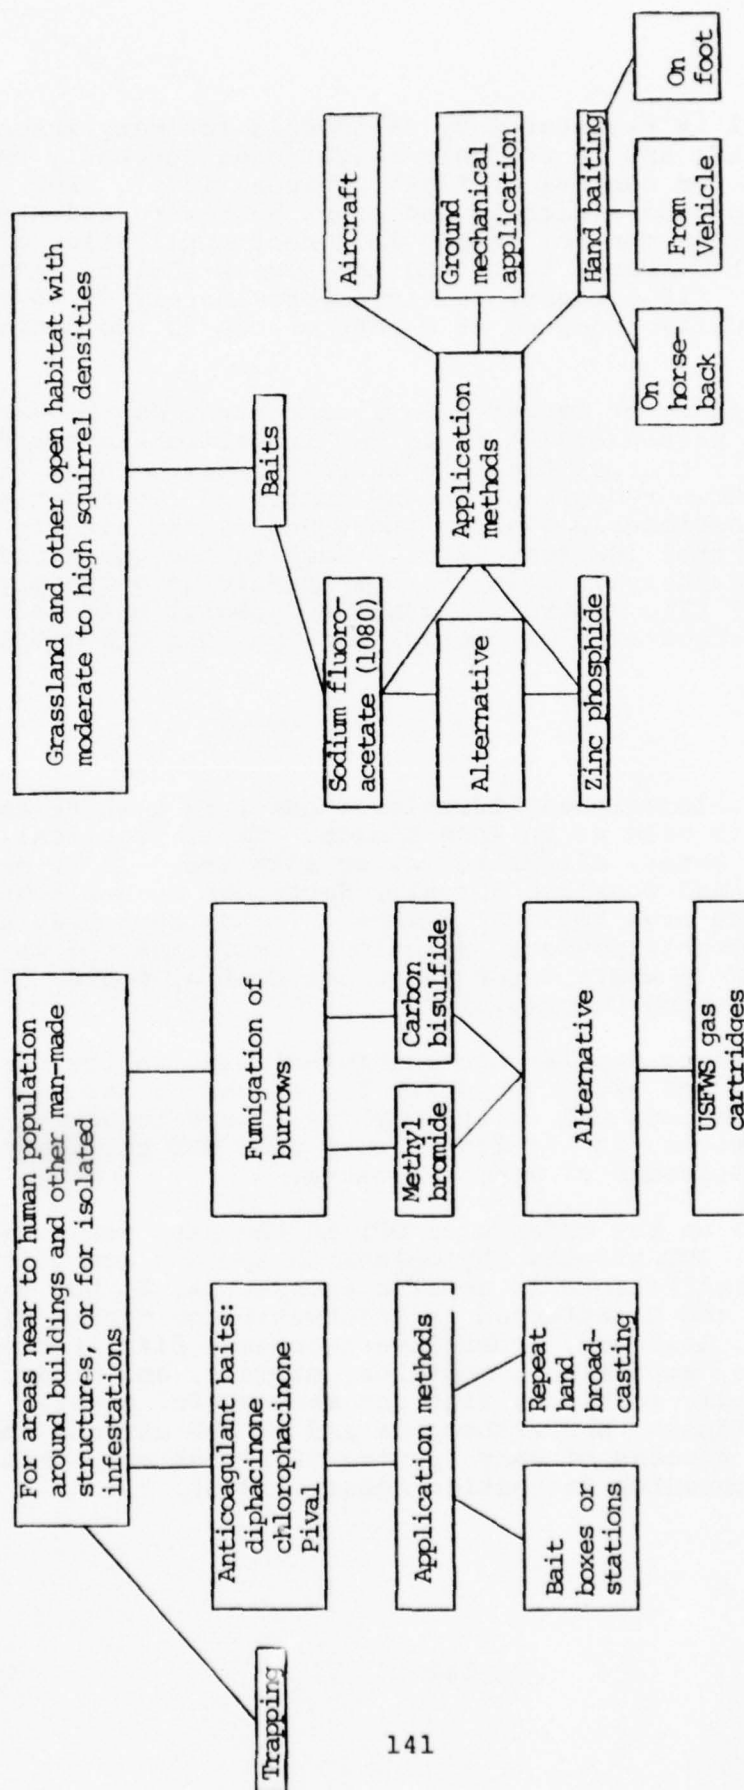 For areas near to human population
around buildings and other man-made
structures, or for isolated
infestations
Trapping
Anticoagulant baits:
diphacinone
chlorophacinone
Pival
Application methods
Bait
boxes or
stations
Repeat
hand
broad-
casting
Fumigation of
burrows
Methyl
bromide
Carbon
bisulfide
Alternative
USFWS gas
cartridges
Grassland and other open habitat with
moderate to high squirrel densities
Baits
Sodium fluoro-
acetate (1080)
Alternative
Zinc phosphide
Application
methods
Aircraft
Ground
mechanical
application
Hand baiting
On
horse-
back
From
Vehicle
On
foot
141